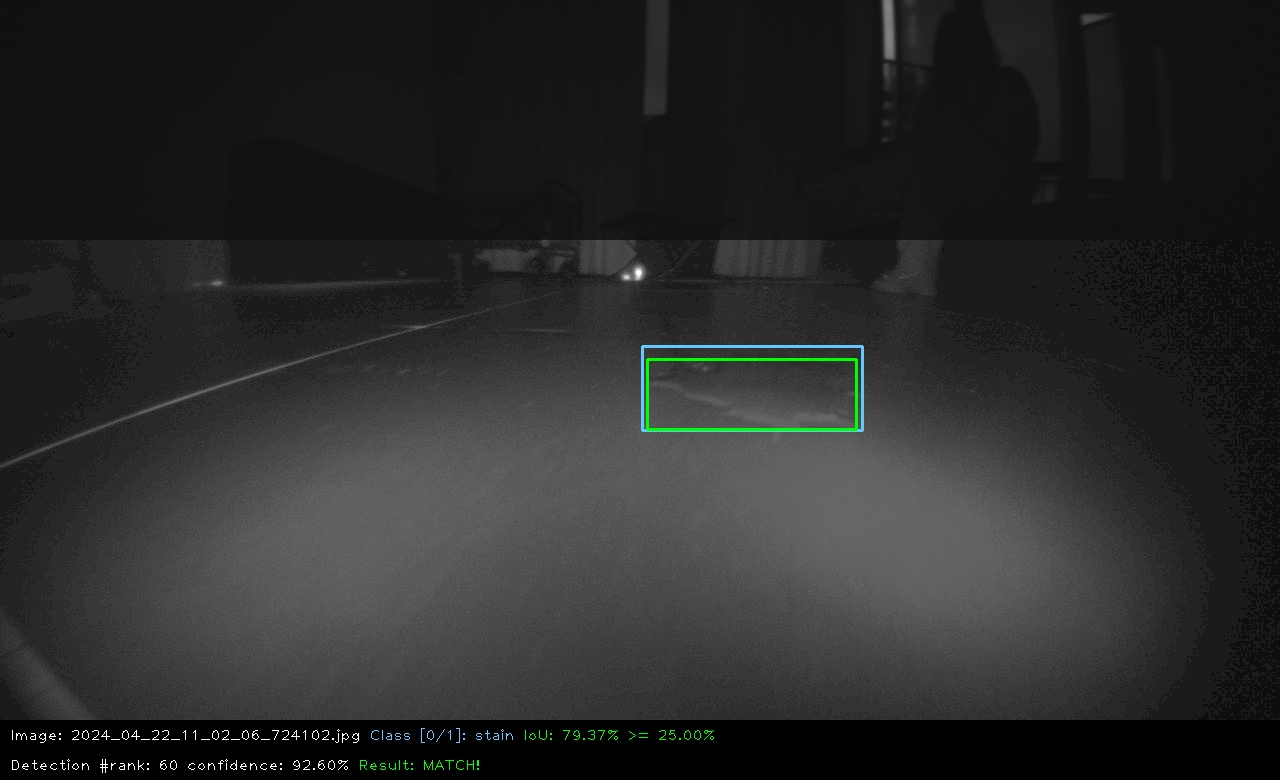 Image: 2024_04_22_11_02_06_724102.jpg Class [0/1]: stain IoU: 79.37% >= 25.00%
Detection #rank: 60 confidence: 92.60% Result: MATCH!